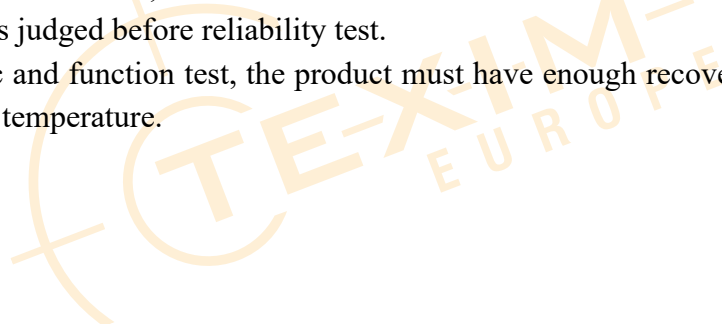 s judged before reliability test.
c and function test, the product must have enough recove
temperature.
TEXIM
EUROPE